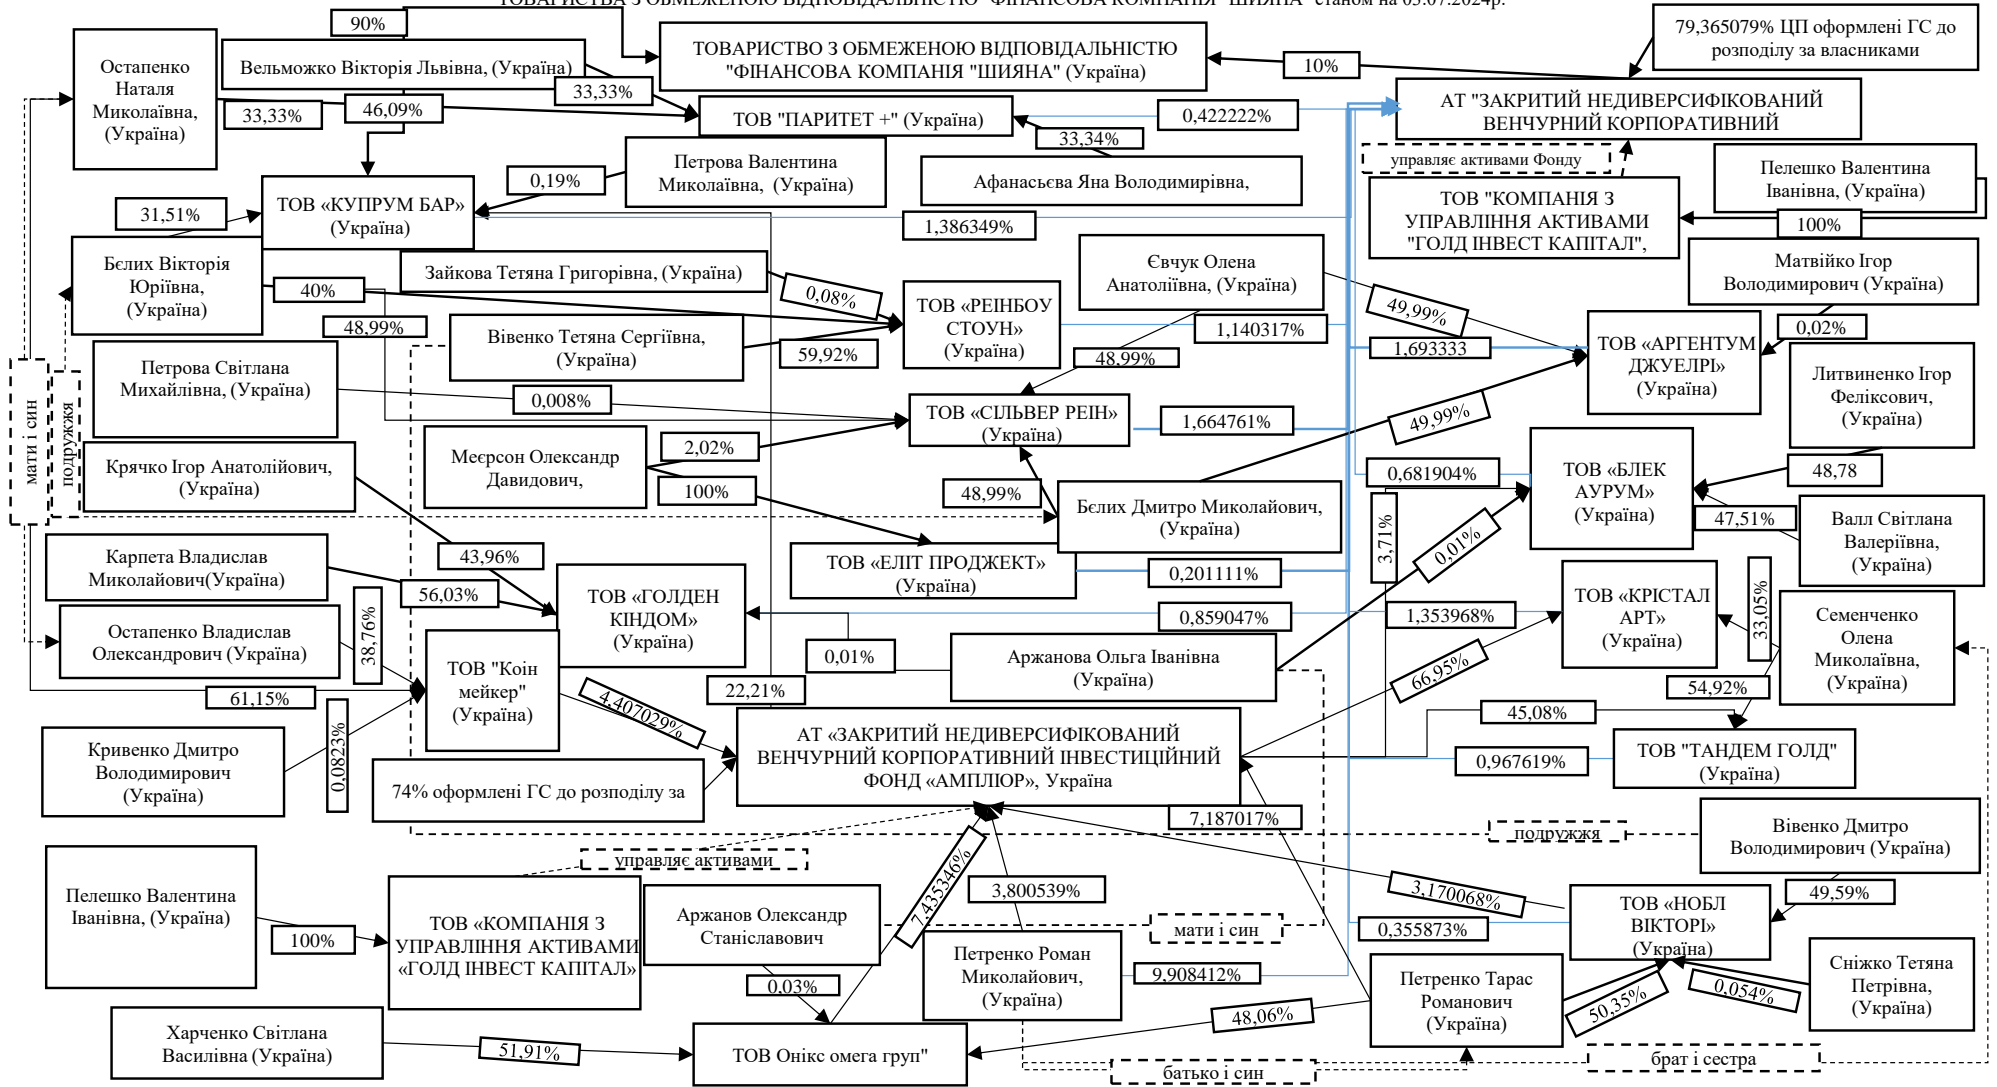 ТОВАРИСТВА З ОБМЕЖЕНОЮ ВІДПОВІДАЛЬНІСТЮ "ФІНАНСОВА КОМПАНІЯ "ШИЯНА" станом на 03.07.2024р.
90%
79,365079% ЦП оформлені ГС до
розподілу за власниками
Остапенко
Наталя
Миколаївна,
(Україна)
Вельможко Вікторія Львівна, (Україна)
ТОВАРИСТВО З ОБМЕЖЕНОЮ ВІДПОВІДАЛЬНІСТЮ
"ФІНАНСОВА КОМПАНІЯ "ШИЯНА" (Україна)
10%
33,33%
33,33%
46,09%
ТОВ "ПАРИТЕТ +" (Україна)
0,422222%
АТ "ЗАКРИТИЙ НЕДИВЕРСИФІКОВАНИЙ
ВЕНЧУРНИЙ КОРПОРАТИВНИЙ
33,34%
управляє активами Фонду
Петрова Валентина
Миколаївна, (Україна)
0,19%
Афанасьєва Яна Володимирівна,
Пелешко Валентина
Іванівна, (Україна)
ТОВ «КУПРУМ БАР»
(Україна)
31,51%
1,386349%
ТОВ "КОМПАНІЯ З
УПРАВЛІННЯ АКТИВАМИ
"ГОЛД ІНВЕСТ КАПІТАЛ",
100%
Бєлих Вікторія
Юріївна,
(Україна)
Зайкова Тетяна Григорівна, (Україна)
Євчук Олена
Анатоліївна, (Україна)
Матвійко Ігор
Володимирович (Україна)
40%
0,08%
ТОВ «РЕІНБОУ
СТОУН»
(Україна)
49,99%
48,99%
Вівенко Тетяна Сергіївна,
(Україна)
59,92%
1,140317%
48,99%
1,693333
0,02%
ТОВ «АРГЕНТУМ
ДЖУЕЛРІ»
(Україна)
Петрова Світлана
Михайлівна, (Україна)
0,008%
ТОВ «СІЛЬВЕР РЕІН»
(Україна)
1,664761%
49,99%
Литвиненко Ігор
Феліксович,
(Україна)
мати і син
подружжя
Крячко Ігор Анатолійович,
(Україна)
Меєрсон Олександр
Давидович,
2,02%
100%
48,99%
Бєлих Дмитро Миколайович,
(Україна)
0,681904%
ТОВ «БЛЕК
АУРУМ»
(Україна)
48,78
47,51%
Валл Світлана
Валеріївна,
(Україна)
Карпета Владислав
Миколайович(Україна)
43,96%
56,03%
ТОВ «ЕЛІТ ПРОДЖЕКТ»
(Україна)
0,201111%
3,71%
0,01%
ТОВ «ГОЛДЕН
КІНДОМ»
(Україна)
0,859047%
1,353968%
ТОВ «КРІСТАЛ
АРТ»
(Україна)
33,05%
Семенченко
Олена
Миколаївна,
(Україна)
Остапенко Владислав
Олександрович (Україна)
38,76%
ТОВ "Коін
мейкер"
(Україна)
0,01%
Аржанова Ольга Іванівна
(Україна)
66,95%
54,92%
61,15%
4,407029%
22,21%
45,08%
Кривенко Дмитро
Володимирович
(Україна)
0,0823%
АТ «ЗАКРИТИЙ НЕДИВЕРСИФІКОВАНИЙ
ВЕНЧУРНИЙ КОРПОРАТИВНИЙ ІНВЕСТИЦІЙНИЙ
ФОНД «АМПЛІОР», Україна
0,967619%
ТОВ "ТАНДЕМ ГОЛД"
(Україна)
74% оформлені ГС до розподілу за
7,187017%
подружжя
Вівенко Дмитро
Володимирович (Україна)
управляє активами
Пелешко Валентина
Іванівна, (Україна)
100%
ТОВ «КОМПАНІЯ З
УПРАВЛІННЯ АКТИВАМИ
«ГОЛД ІНВЕСТ КАПІТАЛ»
Аржанов Олександр
Станіславович
7,435346%
3,800539%
3,170068%
49,59%
0,355873%
ТОВ «НОБЛ
ВІКТОРІ»
(Україна)
мати і син
0,03%
Петренко Роман
Миколайович,
(Україна)
9,908412%
Петренко Тарас
Романович
(Україна)
50,35%
0,054%
Сніжко Тетяна
Петрівна,
(Україна)
Харченко Світлана
Василівна (Україна)
51,91%
ТОВ Онікс омега груп"
48,06%
батько і син
брат і сестра